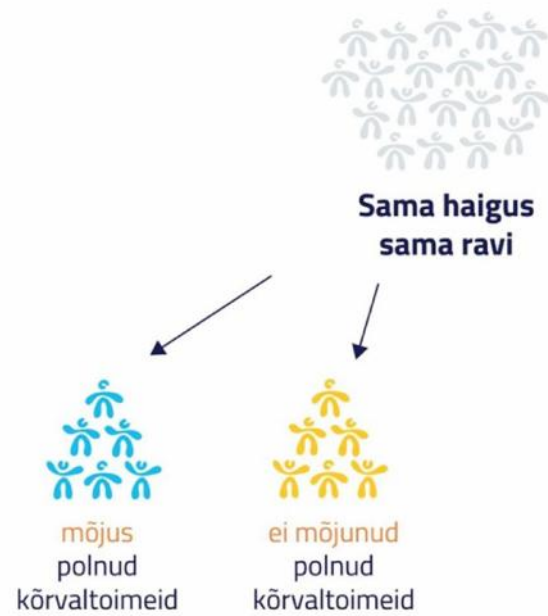 Sama haigus
sama ravi
mõjus
polnud
kõrvaltoimeid
ei mõjunud
polnud
kõrvaltoimeid